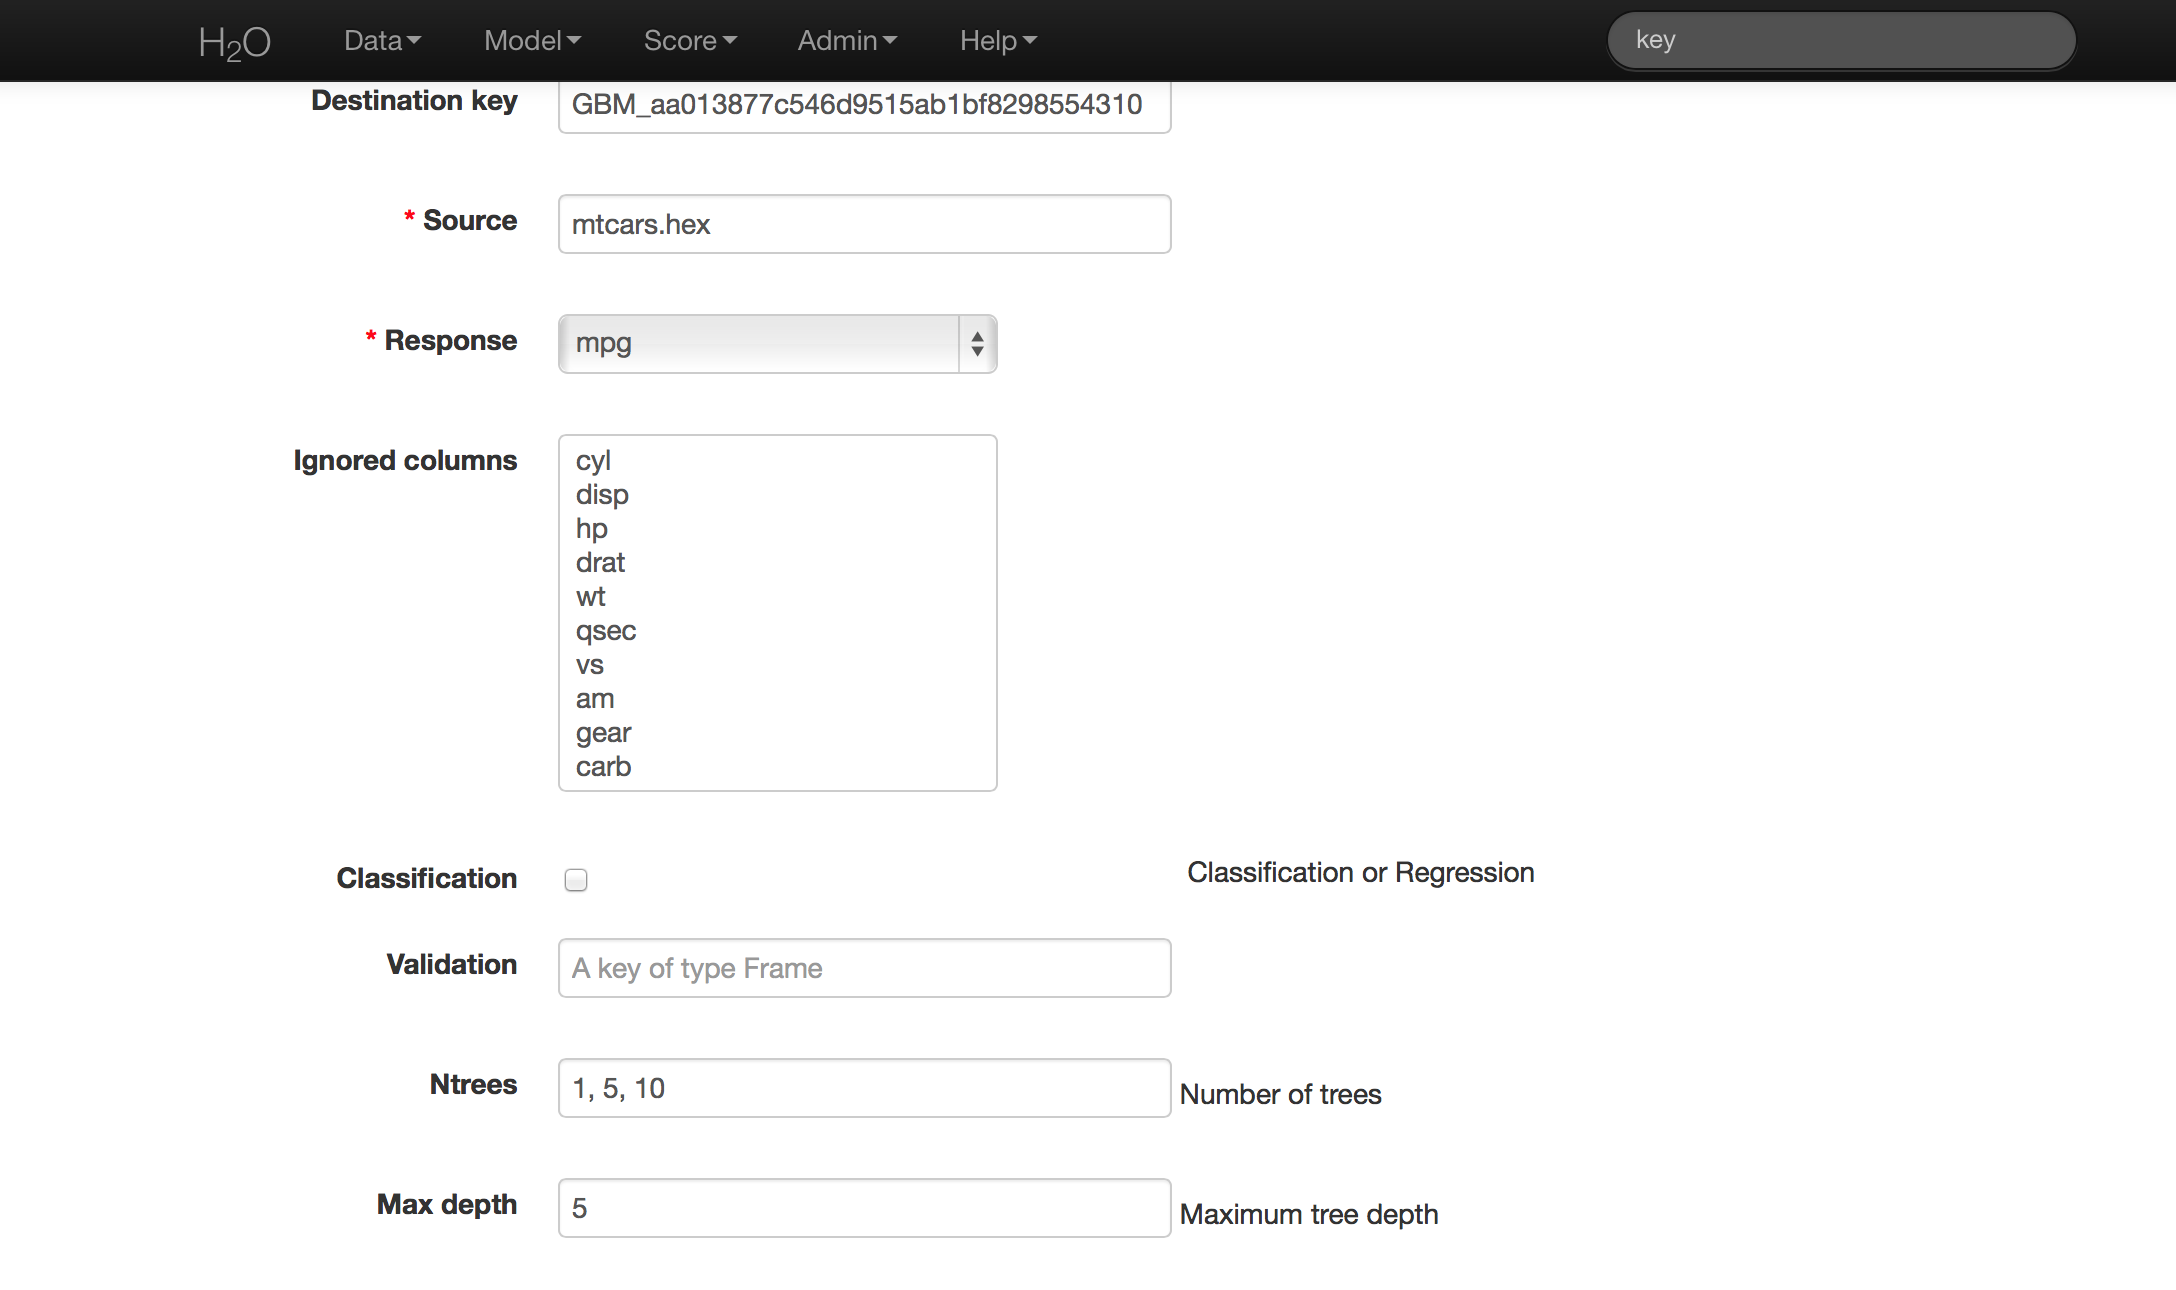 H2O Data Model Score Admin Help key
Destination key GBM_aa013877c546d9515ab1bf8298554310
* Source mtcars.hex
* Response mpg
Ignored columns cyl
disp
hp
drat
wt
qsec
vs
am
gear
carb
Classification Classification or Regression
Validation A key of type Frame
Ntrees 1, 5, 10 Number of trees
Max depth 5 Maximum tree depth